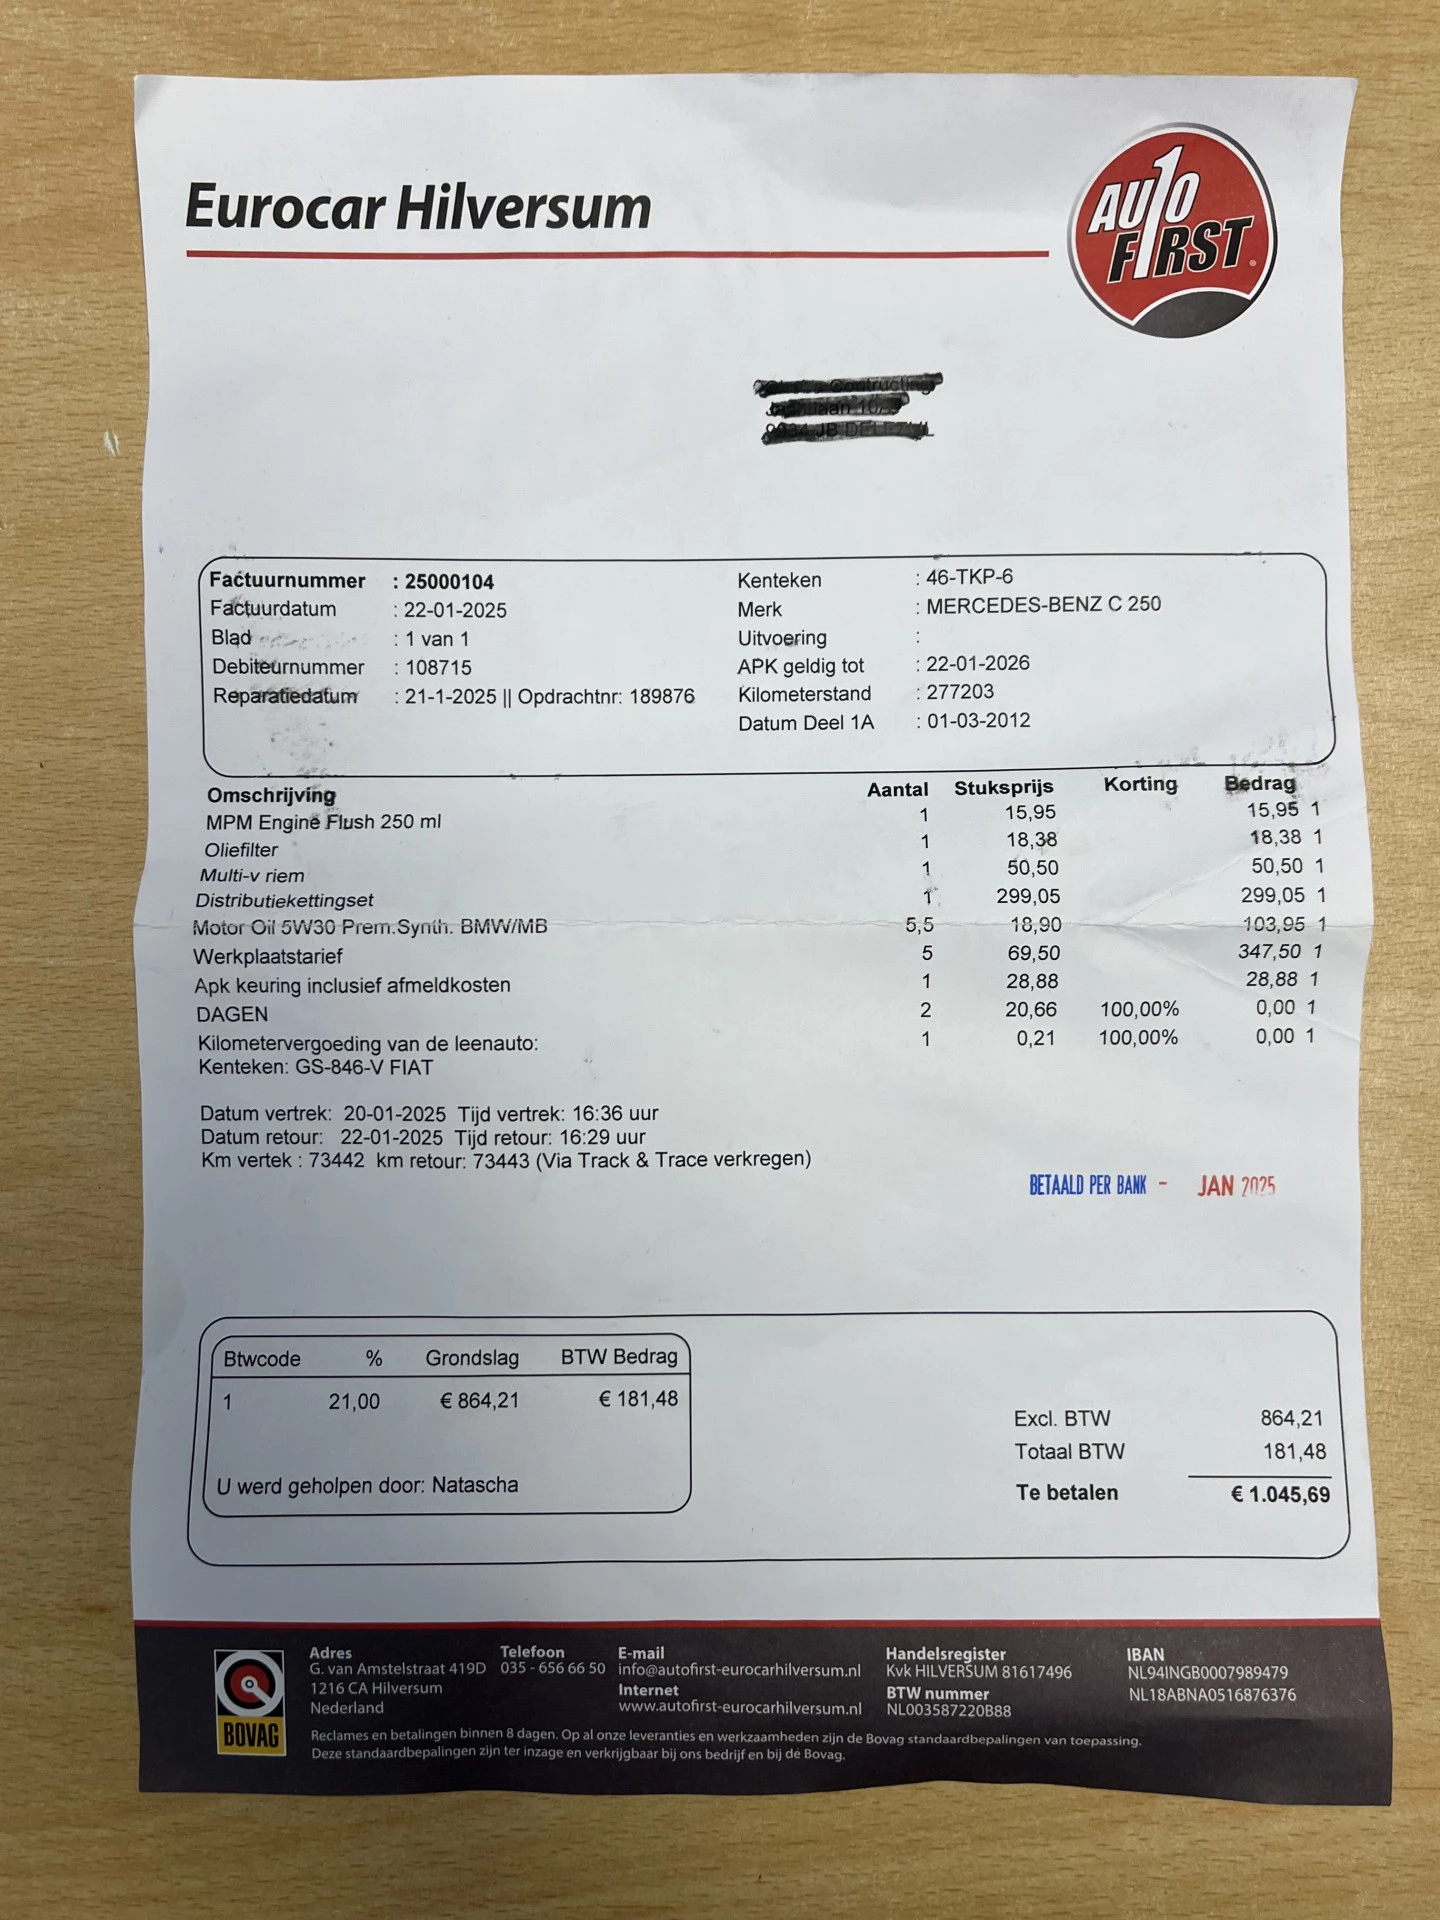 Eurocar Hilversum
AUTO
F1RST
Factuurnummer : 25000104
Factuurdatum : 22-01-2025
Blad : 1 van 1
Debiteurnummer : 108715
Reparatiedatum : 21-1-2025 || Opdrachtnr: 189876
Kenteken : 46-TKP-6
Merk : MERCEDES-BENZ C 250
Uitvoering :
APK geldig tot : 22-01-2026
Kilometerstand : 277203
Datum Deel 1A : 01-03-2012
Omschrijving Aantal Stuksprijs Korting Bedrag
MPM Engine Flush 250 ml 1 15,95 15,95 1
Oliefilter 1 18,38 18,38 1
Multi-v riem 1 50,50 50,50 1
Distributiekettingset 1 299,05 299,05 1
Motor Oil 5W30 Prem.Synth. BMW/MB 5,5 18,90 103,95 1
Werkplaatstarief 5 69,50 347,50 1
Apk keuring inclusief afmeldkosten 1 28,88 28,88 1
DAGEN 2 20,66 100,00% 0,00 1
Kilometervergoeding van de leenauto: 1 0,21 100,00% 0,00 1
Kenteken: GS-846-V FIAT
Datum vertrek: 20-01-2025 Tijd vertrek: 16:36 uur
Datum retour: 22-01-2025 Tijd retour: 16:29 uur
Km vertek : 73442 km retour: 73443 (Via Track & Trace verkregen)
BETAALD PER BANK - JAN 2025
Btwcode % Grondslag BTW Bedrag
1 21,00 € 864,21 € 181,48
U werd geholpen door: Natascha
Excl. BTW 864,21
Totaal BTW 181,48
Te betalen € 1.045,69
BOVAG
Adres
G. van Amstelstraat 419D
1216 CA Hilversum
Nederland
Telefoon
035 - 656 66 50
E-mail
info@autofirst-eurocarhilversum.nl
Internet
www.autofirst-eurocarhilversum.nl
Handelsregister
Kvk HILVERSUM 81617496
BTW nummer
NL003587220B88
IBAN
NL94INGB0007989479
NL18ABNA0516876376
Reclames en betalingen binnen 8 dagen. Op al onze leveranties en werkzaamheden zijn de Bovag standaardbepalingen van toepassing.
Deze standaardbepalingen zijn ter inzage en verkrijgbaar bij ons bedrijf en bij de Bovag.